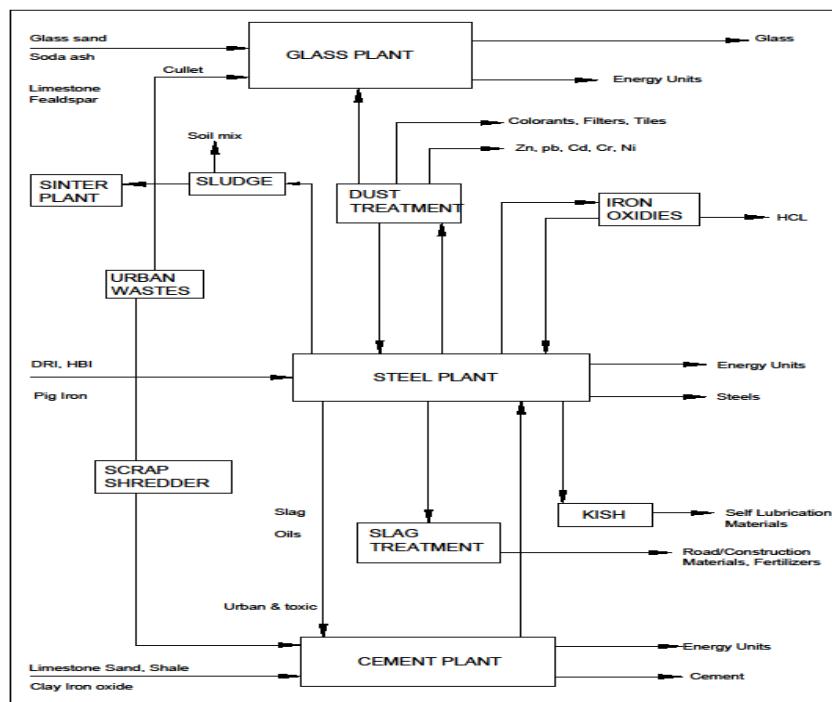 Glass sand
Soda ash
GLASS PLANT
Glass
Cullet
Energy Units
Limestone
Fealdspar
Colorants, Filters, Tiles
Soil mix
Zn, pb, Cd, Cr, Ni
SINTER
PLANT
SLUDGE
DUST
TREATMENT
IRON
OXIDIES
HCL
URBAN
WASTES
DRI, HBI
Pig Iron
STEEL PLANT
Energy Units
Steels
SCRAP
SHREDDER
Slag
Oils
SLAG
TREATMENT
KISH
Self Lubrication
Materials
Road/Construction
Materials, Fertilizers
Urban & toxic
Limestone Sand, Shale
Clay Iron oxide
CEMENT PLANT
Energy Units
Cement